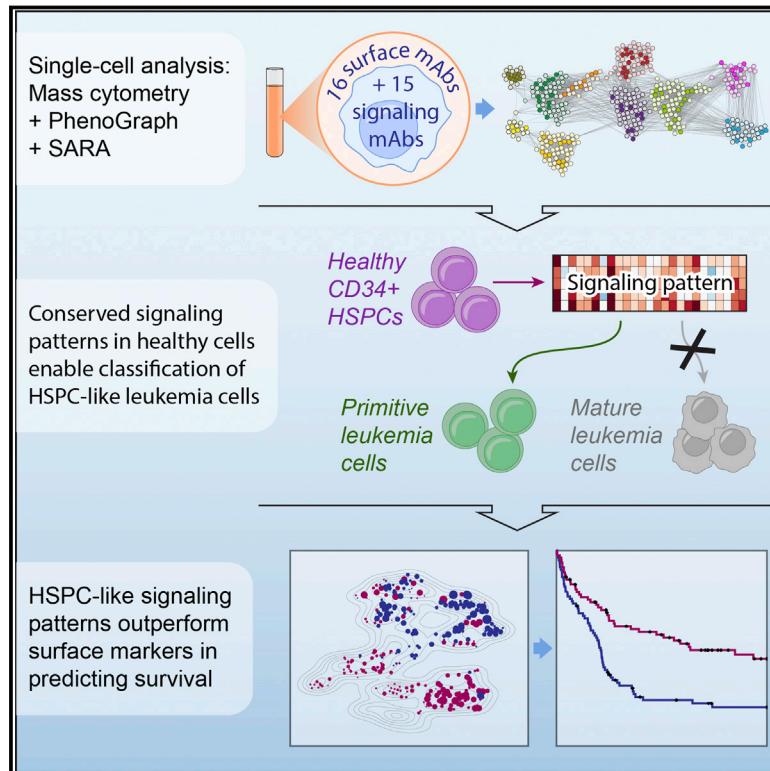 Single-cell analysis:
Mass cytometry
+ PhenoGraph
+ SARA
16 surface mAbs
+ 15
signaling
mAbs
Healthy
CD34+
HSPCs
Signaling pattern
Conserved signaling
patterns in healthy cells
enable classification of
HSPC-like leukemia cells
Primitive
leukemia
cells
Mature
leukemia
cells
HSPC-like signaling
patterns outperform
surface markers in
predicting survival